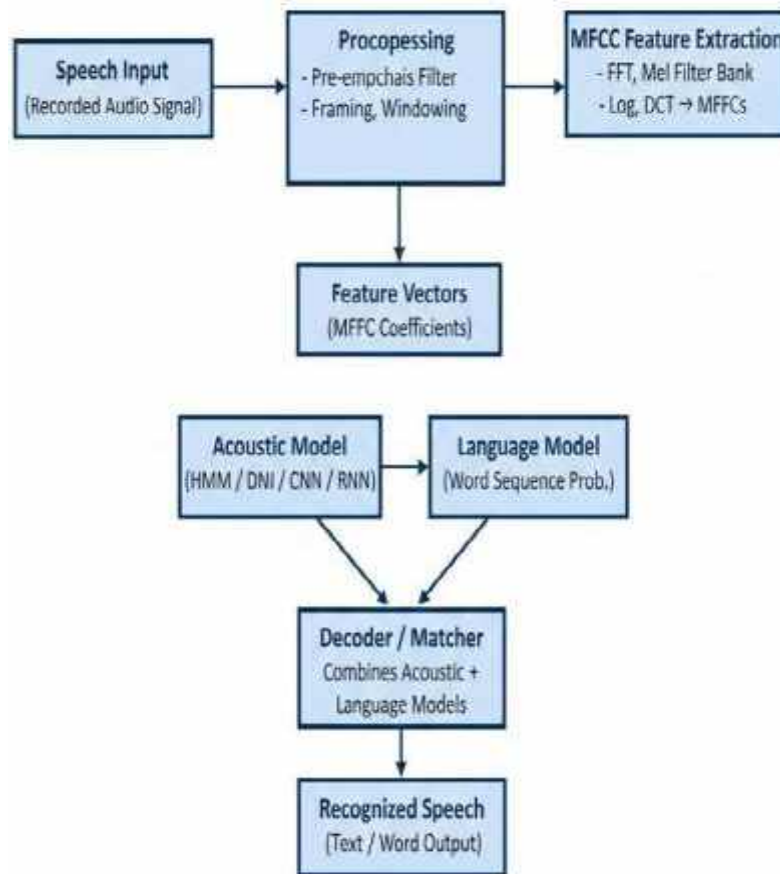 Speech Input
(Recorded Audio Signal)
Procopessing
- Pre-empchais Filter
- Framing, Windowing
MFCC Feature Extraction
- FFT, Mel Filter Bank
- Log, DCT → MFFCs
Feature Vectors
(MFFC Coefficients)
Acoustic Model
(HMM / DNI / CNN / RNN)
Language Model
(Word Sequence Prob.)
Decoder / Matcher
Combines Acoustic +
Language Models
Recognized Speech
(Text / Word Output)